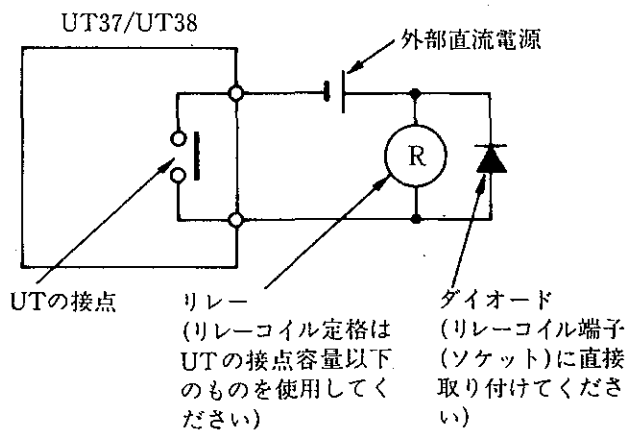 UT37/UT38
外部直流電源
R
UTの接点
リレー
(リレーコイル定格は
UTの接点容量以下
のものを使用してく
ださい)
ダイオード
(リレーコイル端子
(ソケット)に直接
取り付けてくださ
い)